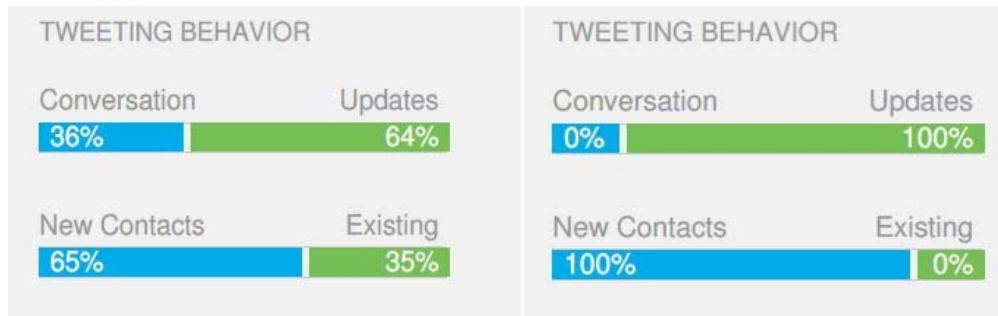 TWEETING BEHAVIOR
Conversation Updates
36% 64%
New Contacts Existing
65% 35%
TWEETING BEHAVIOR
Conversation Updates
0% 100%
New Contacts Existing
100% 0%